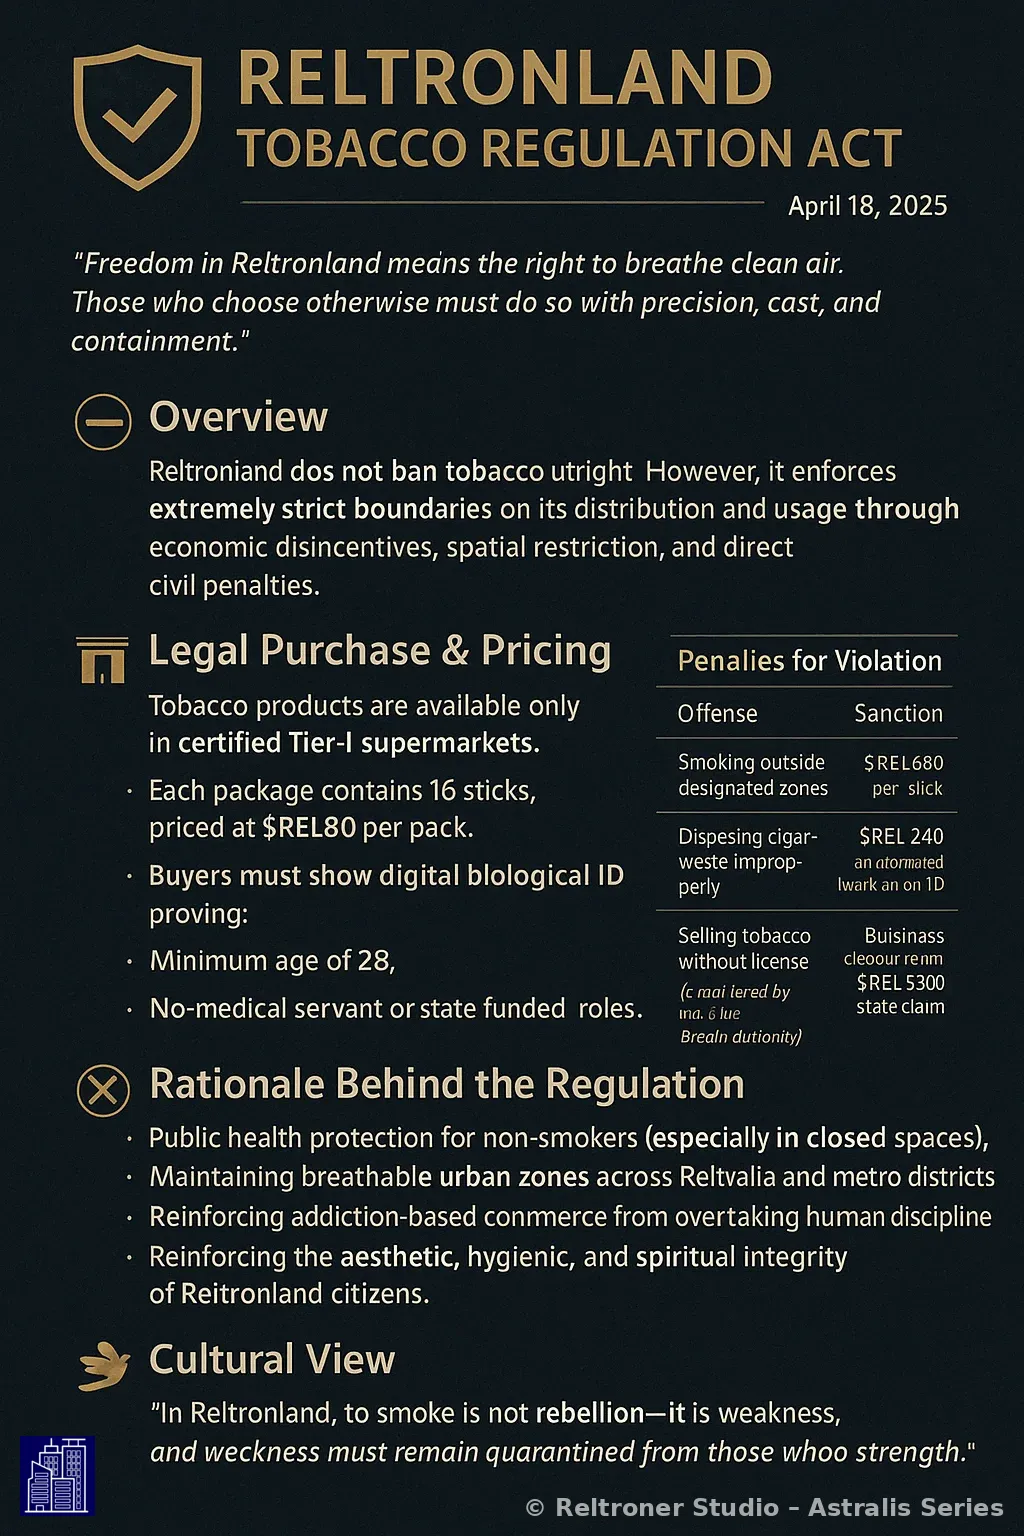 RELTRONLAND
TOBACCO REGULATION ACT
April 18, 2025
"Freedom in Reltronland means the right to breathe clean air.
Those who choose otherwise must do so with precision, cast, and
containment."
Overview
Reltroniand dos not ban tobacco utright However, it enforces
extremely strict boundaries on its distribution and usage through
economic disincentives, spatial restriction, and direct
civil penalties.
Legal Purchase & Pricing
Tobacco products are available only
in certified Tier-I supermarkets.
· Each package contains 16 sticks,
priced at $REL80 per pack.
· Buyers must show digital blological ID
proving:
· Minimum age of 28,
· No-medical servant or state funded roles.
Penalies for Violation
Offense Sanction
Smoking outside $REL680
designated zones per slick
Dispesing cigar- $REL 240
weste improp- an atormated
perly lwark an on 1D
Selling tobacco Buisinass
without license cleoour renm
$REL5300
state claim
(c mai iered by
ına. 6 lue
Brealn dutionity)
Rationale Behind the Regulation
· Public health protection for non-smokers (especially in closed spaces),
· Maintaining breathable urban zones across Reltvalia and metro districts
· Reinforcing addiction-based conmerce from overtaking human discipline
· Reinforcing the aesthetic, hygienic, and spiritual integrity
of Reitronland citizens.
Cultural View
"In Reltronland, to smoke is not rebellion—it is weakness,
and weckness must remain quarantined from those whoo strength."
© Reltroner Studio – Astralis Series